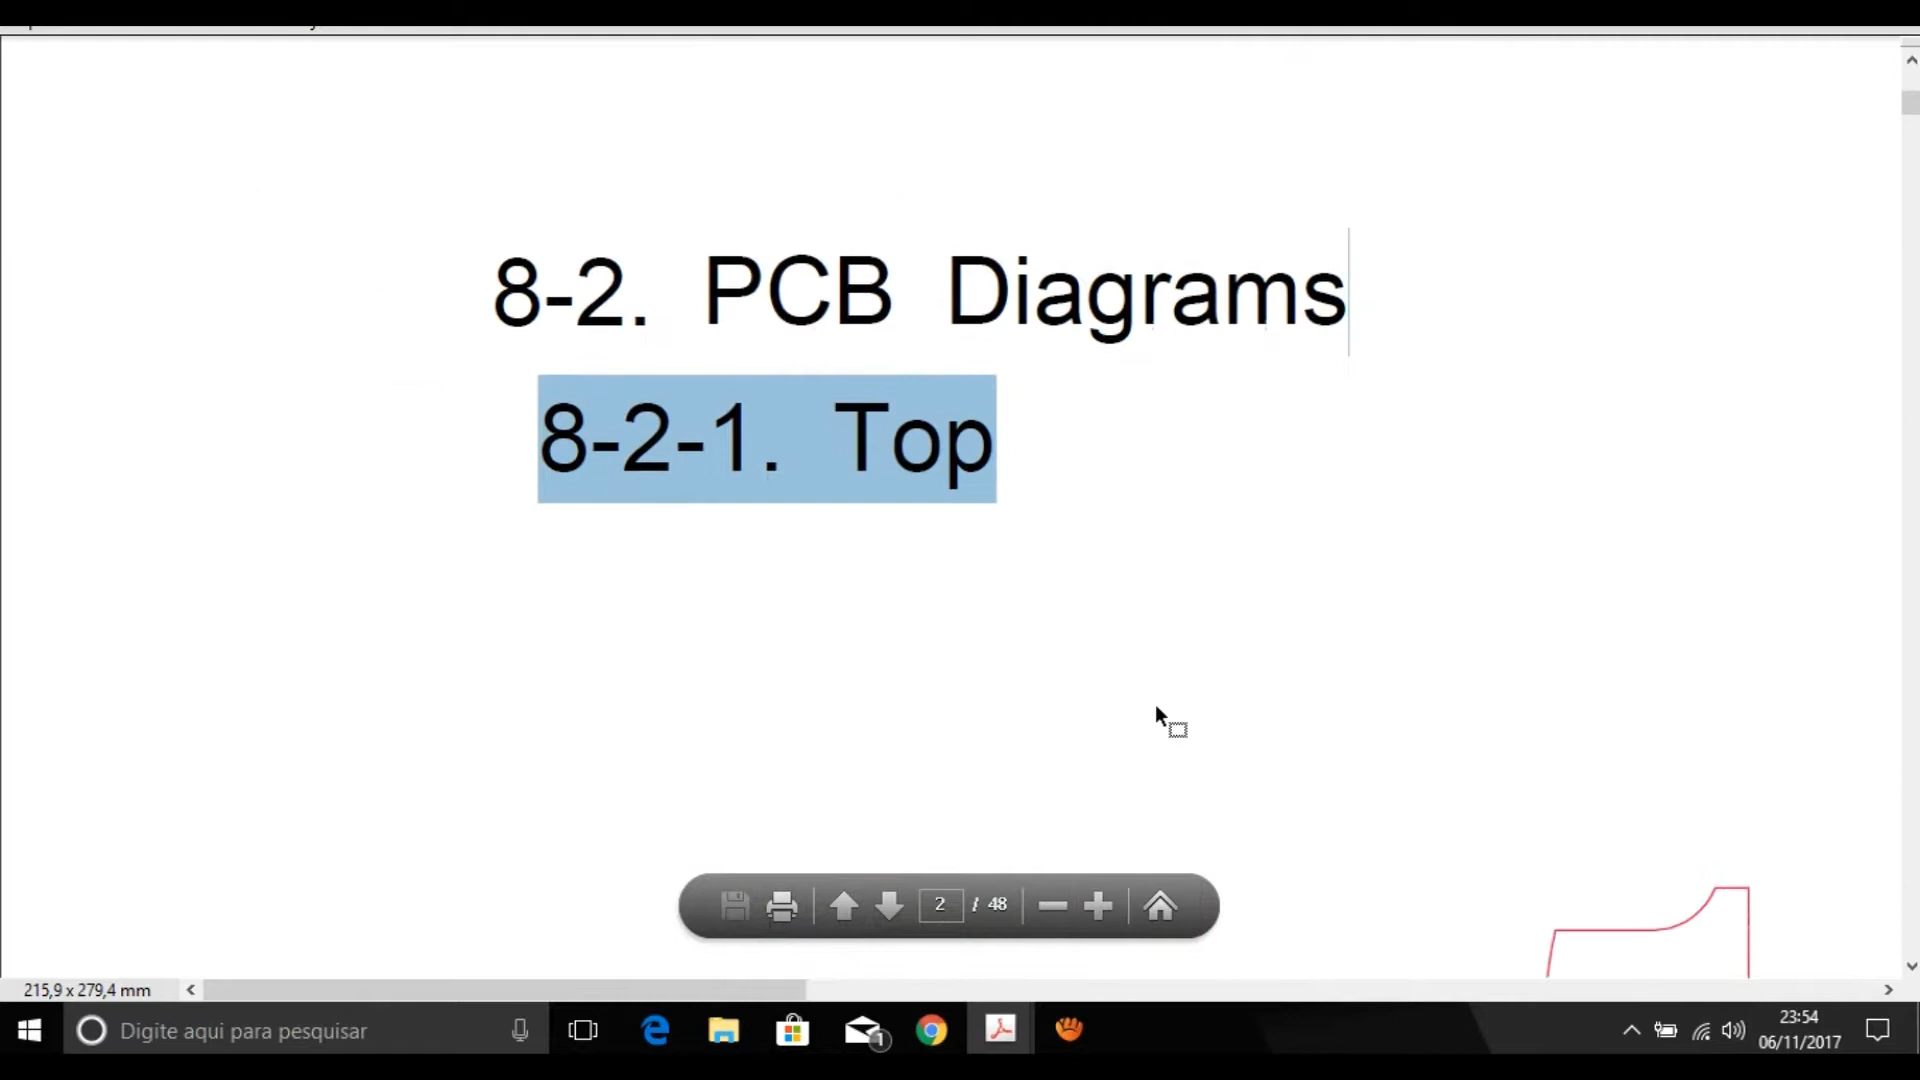 8-2. PCB Diagrams
8-2-1. Top
2 / 48
215,9 x 279,4 mm
Digite aqui para pesquisar
1
23:54
06/11/2017